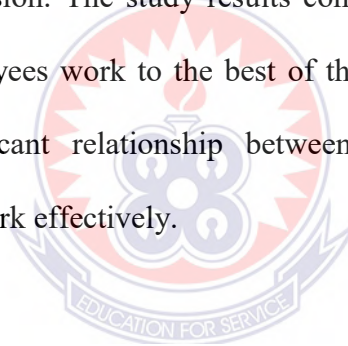 sion. The study results con
yees work to the best of th
cant relationship between
rk effectively.
EDUCATION FOR SERVICE